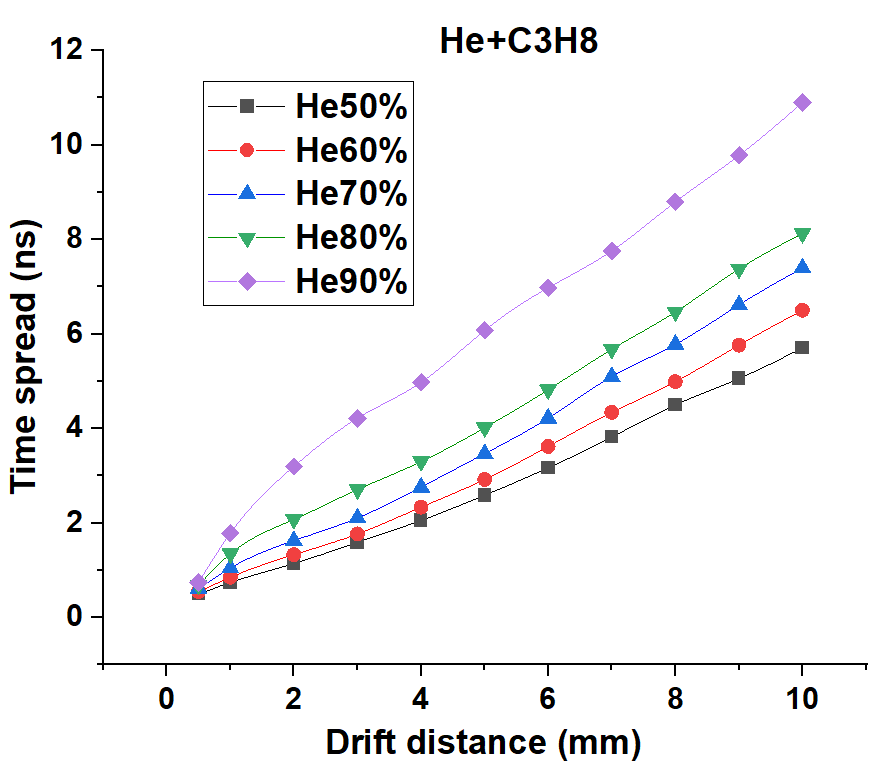 He+C3H8
12
10
8
6
4
2
0
He50%
He60%
He70%
He80%
He90%
Time spread (ns)
0 2 4 6 8 10
Drift distance (mm)